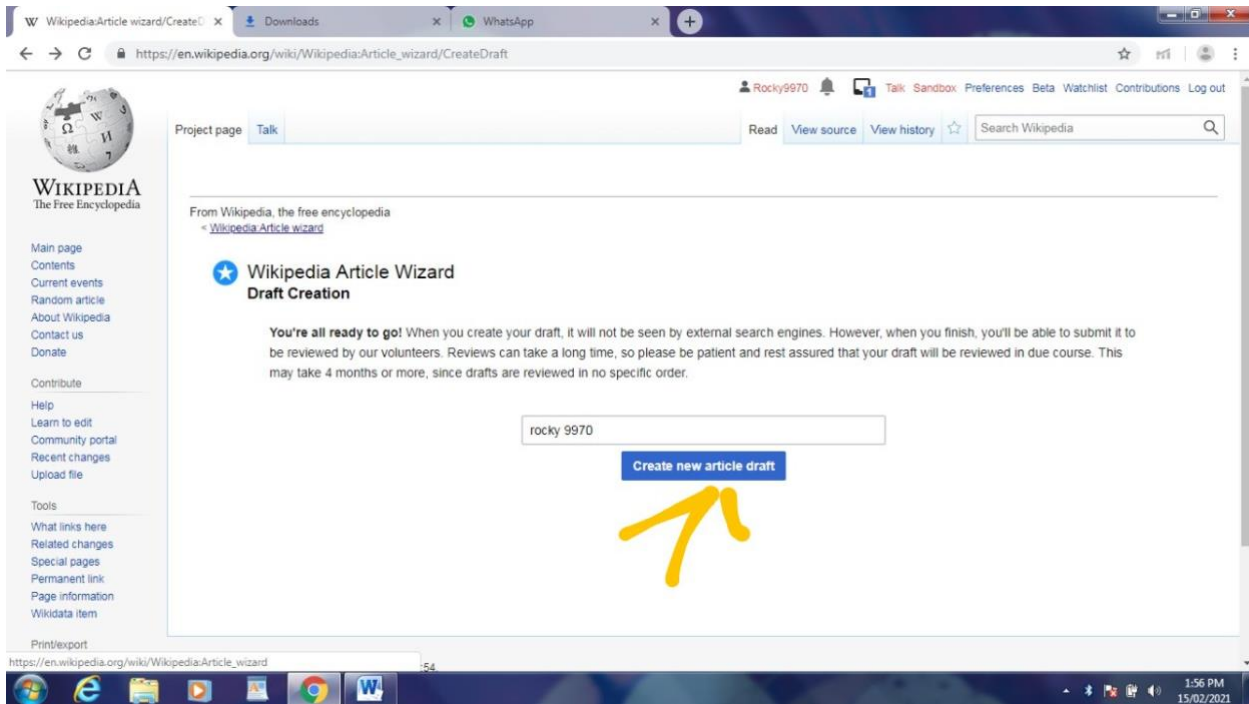 Wikipedia:Article wizard/CreateD
Downloads
WhatsApp
https://en.wikipedia.org/wiki/Wikipedia:Article_wizard/CreateDraft
Rocky9970 1 Talk Sandbox Preferences Beta Watchlist Contributions Log out
Project page Talk Read View source View history Search Wikipedia
WIKIPEDIA
The Free Encyclopedia
Main page
Contents
Current events
Random article
About Wikipedia
Contact us
Donate
Contribute
Help
Learn to edit
Community portal
Recent changes
Upload file
Tools
What links here
Related changes
Special pages
Permanent link
Page information
Wikidata item
Print/export
From Wikipedia, the free encyclopedia
< Wikipedia:Article wizard
Wikipedia Article Wizard
Draft Creation
You're all ready to go! When you create your draft, it will not be seen by external search engines. However, when you finish, you'll be able to submit it to
be reviewed by our volunteers. Reviews can take a long time, so please be patient and rest assured that your draft will be reviewed in due course. This
may take 4 months or more, since drafts are reviewed in no specific order.
rocky 9970
Create new article draft
https://en.wikipedia.org/wiki/Wikipedia:Article_wizard
:54.
1:56 PM
15/02/2021